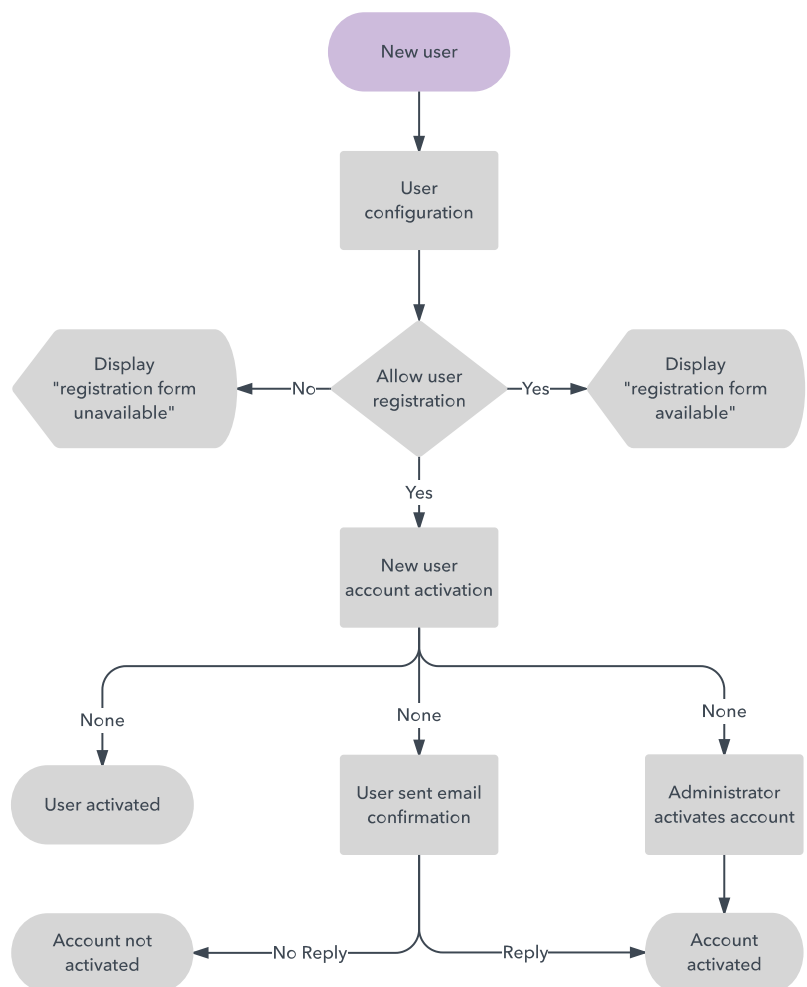 New user
User
configuration
Display
"registration form
unavailable"
No
Allow user
registration
Yes
Display
"registration form
available"
Yes
New user
account activation
None
None
None
User activated
User sent email
confirmation
Administrator
activates account
Account not
activated
No Reply
Reply
Account
activated